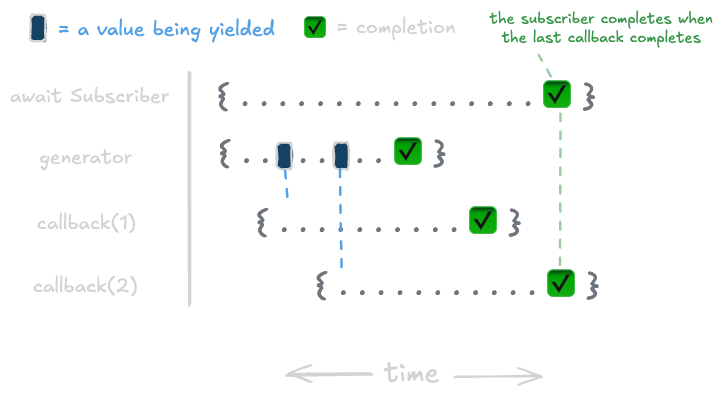 = a value being yielded
= completion
the subscriber completes when
the last callback completes
await Subscriber
{ . . . . . . . . . . . . . . . . }
generator
{ . . . . . . }
callback(1)
{ . . . . . . . . . . }
callback(2)
{ . . . . . . . . . . . }
time